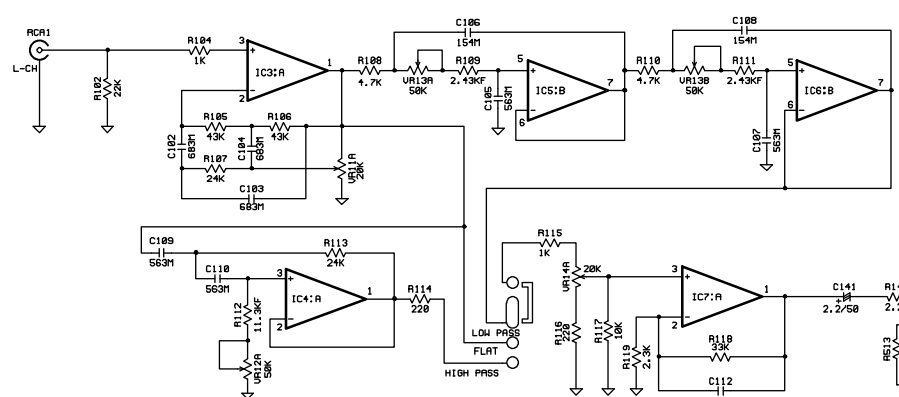 RCA1
L-CH
R102
22K
R104
1K
3
2
1
IC3:A
R105
43K
R106
43K
C102
683M
C104
683M
R107
24K
C103
683M
VR11A
20K
R108
4.7K
C106
154M
VR13A
50K
R109
2.43KF
C105
563M
5
6
7
IC5:B
R110
4.7K
C108
154M
VR13B
50K
R111
2.43KF
C107
563M
5
6
7
IC6:B
C109
563M
C110
563M
R113
24K
R112
11.3KF
VR12A
50K
3
2
1
IC4:A
R114
220
LOW PASS
FLAT
HIGH PASS
R115
1K
VR14A
20K
R116
220
R117
10K
R119
2.3K
3
2
1
IC7:A
R118
33K
C112
C141
+
2.2/50
R513